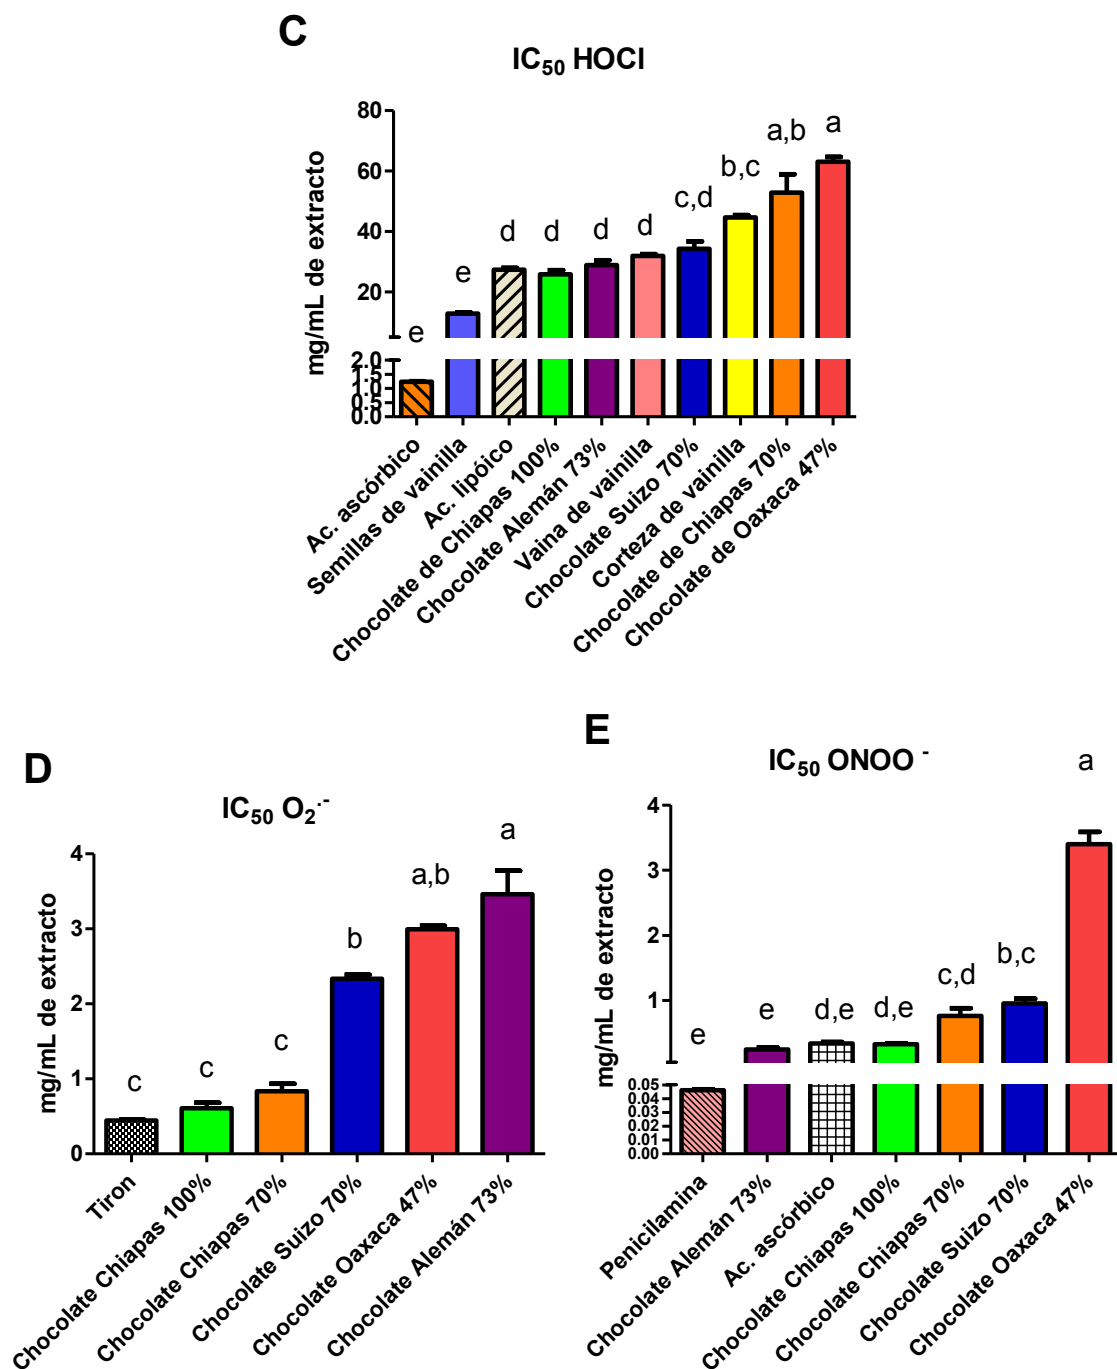 C
IC50 HOCl
mg/mL de extracto
80
60
40
20
2.0
1.5
1.0
0.5
0.0
e
e
d
d
d
d
c,d
b,c
a,b
a
Ac. ascórbico
Semillas de vainilla
Ac. lipóico
Chocolate de Chiapas 100%
Chocolate Alemán 73%
Vaina de vainilla
Chocolate Suizo 70%
Corteza de vainilla
Chocolate de Chiapas 70%
Chocolate de Oaxaca 47%
D
IC50 O2.-
mg/mL de extracto
4
3
2
1
0
c
c
c
b
a,b
a
Tiron
Chocolate Chiapas 100%
Chocolate Chiapas 70%
Chocolate Suizo 70%
Chocolate Oaxaca 47%
Chocolate Alemán 73%
E
IC50 ONOO -
mg/mL de extracto
4
3
2
1
0.05
0.04
0.03
0.02
0.01
0.00
e
e
d,e
d,e
c,d
b,c
a
Penicilamina
Chocolate Alemán 73%
Ac. ascórbico
Chocolate Chiapas 100%
Chocolate Chiapas 70%
Chocolate Suizo 70%
Chocolate Oaxaca 47%